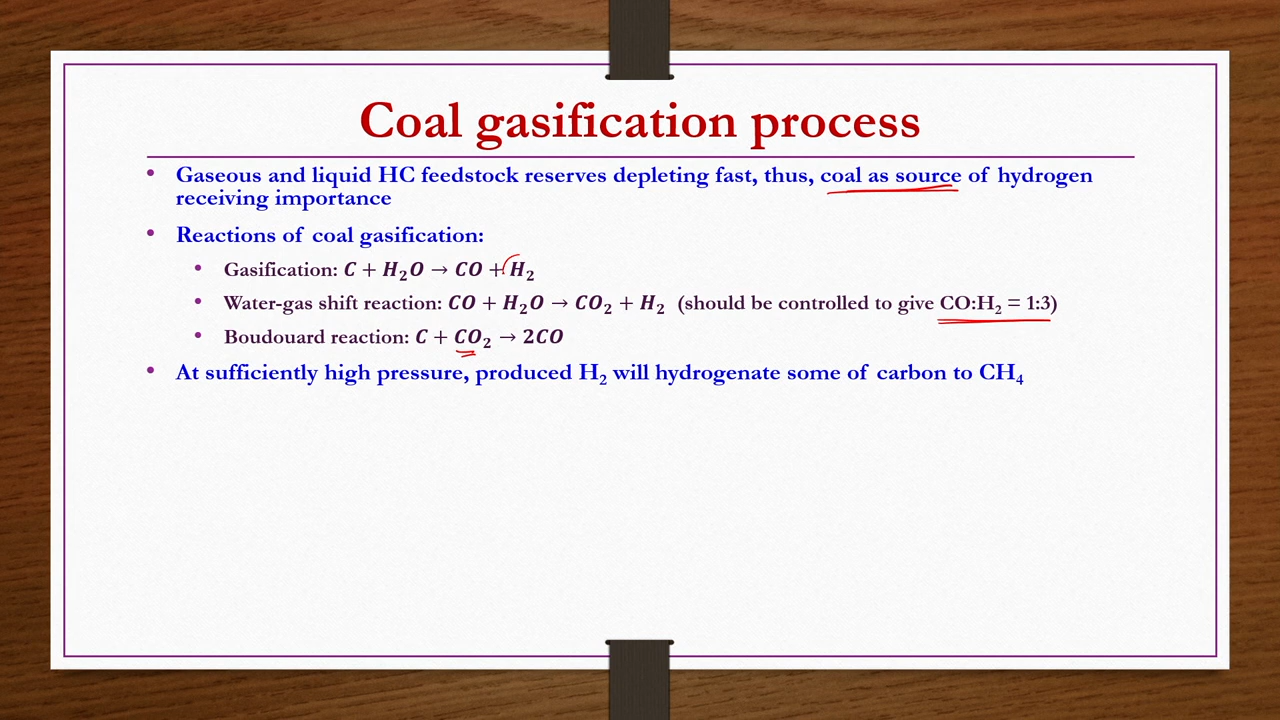 Coal gasification process
• Gaseous and liquid HC feedstock reserves depleting fast, thus, coal as source of hydrogen
receiving importance
• Reactions of coal gasification:
• Gasification: C + H₂O → CO + H₂
• Water-gas shift reaction: CO + H₂O → CO₂ + H₂ (should be controlled to give CO:H₂ = 1:3)
• Boudouard reaction: C + CO₂ → 2CO
• At sufficiently high pressure, produced H₂ will hydrogenate some of carbon to CH₄